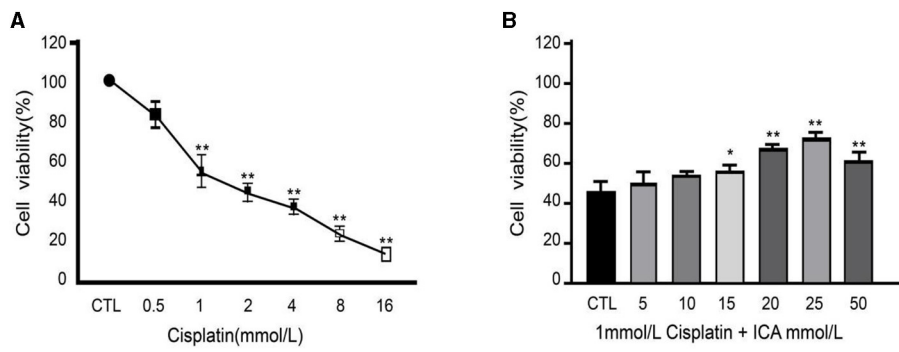 A
Cell viability(%)
120
100
80
60
40
20
0
**
**
**
**
**
CTL 0.5 1 2 4 8 16
Cisplatin(mmol/L)
B
Cell viability(%)
120
100
80
60
40
20
0
*
**
**
**
CTL 5 10 15 20 25 50
1mmol/L Cisplatin + ICA mmol/L